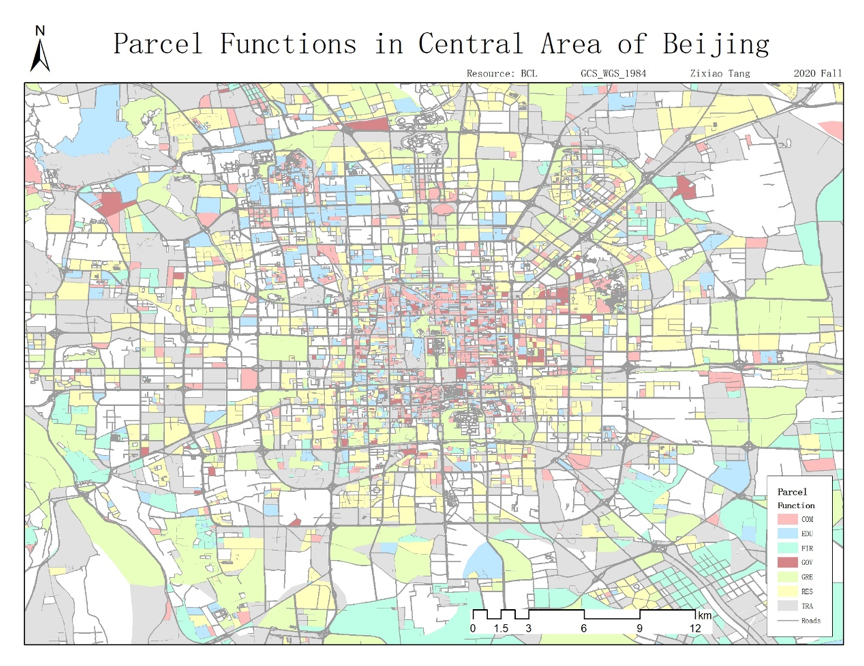 N
Parcel Functions in Central Area of Beijing
Resource: BCL GCS_WGS_1984 Zixiao Tang 2020 Fall
Parcel
Function
COM
EDU
FIR
GOV
GRE
RES
TRA
Roads
km
0 1.5 3 6 9 12